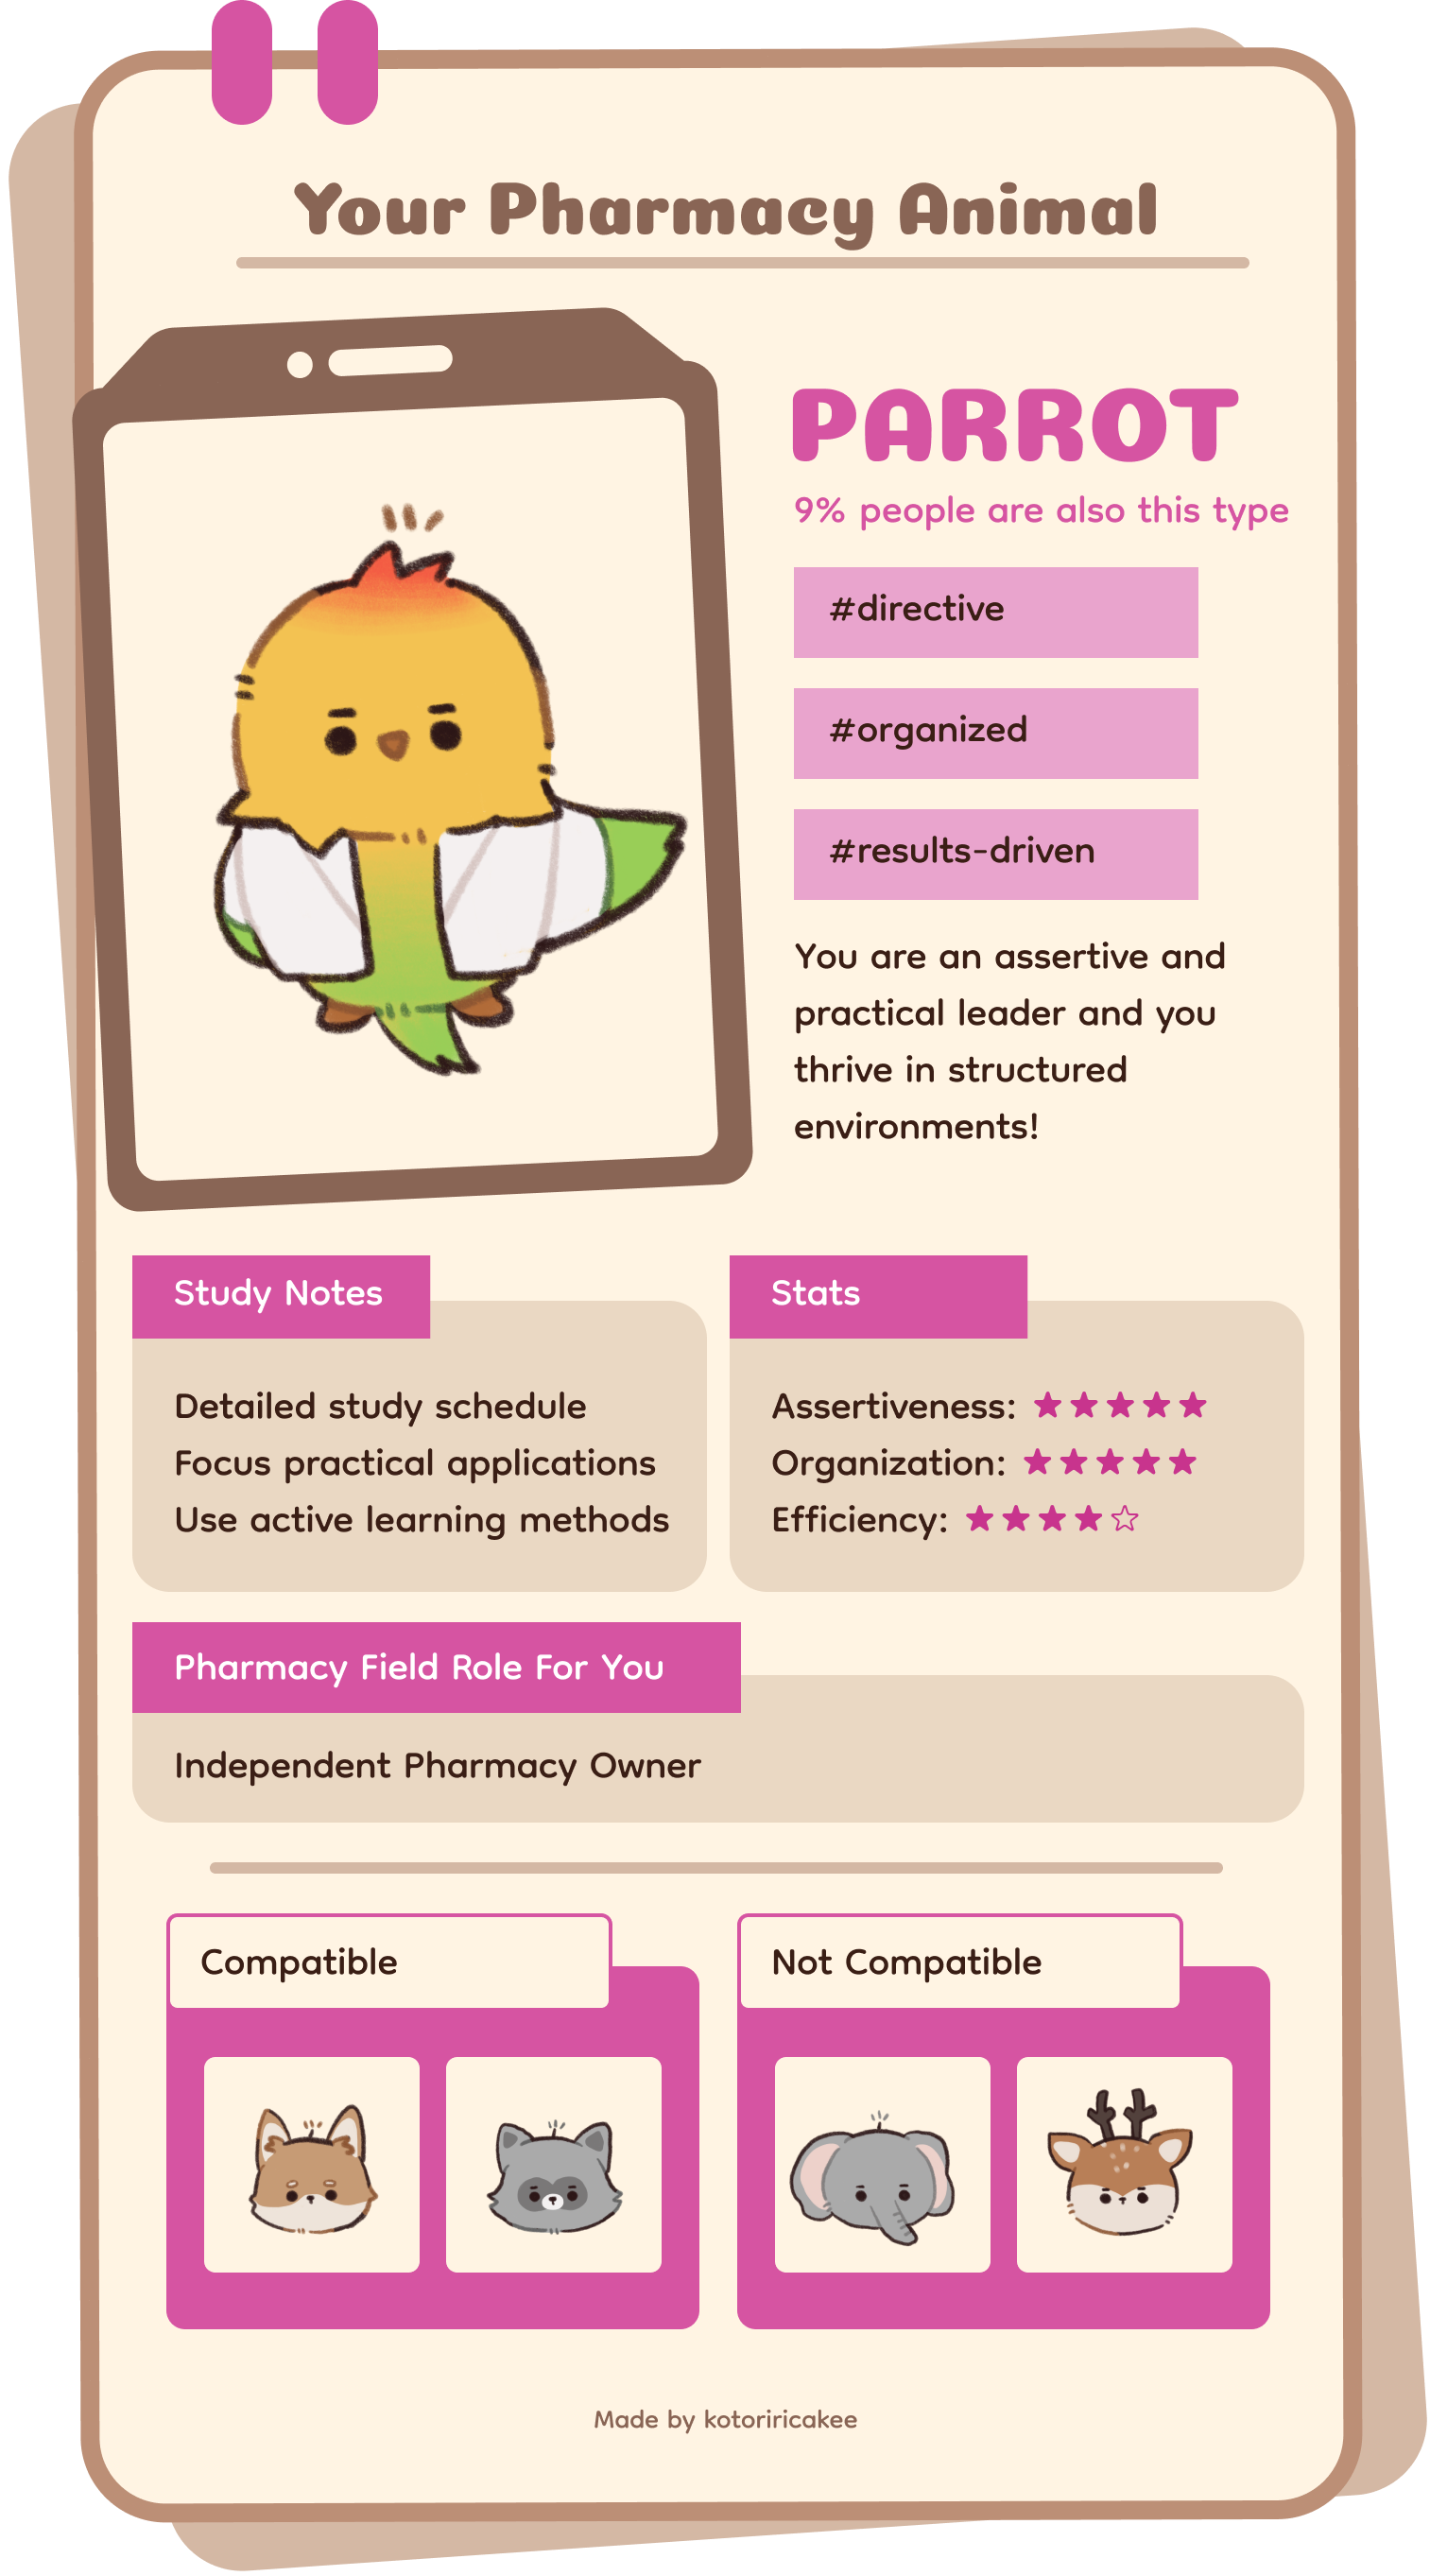 Your Pharmacy Animal
PARROT
9% people are also this type
#directive
#organized
#results-driven
You are an assertive and
practical leader and you
thrive in structured
environments!
Study Notes
Detailed study schedule
Focus practical applications
Use active learning methods
Stats
Assertiveness: ★★★★★
Organization: ★★★★★
Efficiency: ★★★★☆
Pharmacy Field Role For You
Independent Pharmacy Owner
Compatible
Not Compatible
Made by kotoriricakee